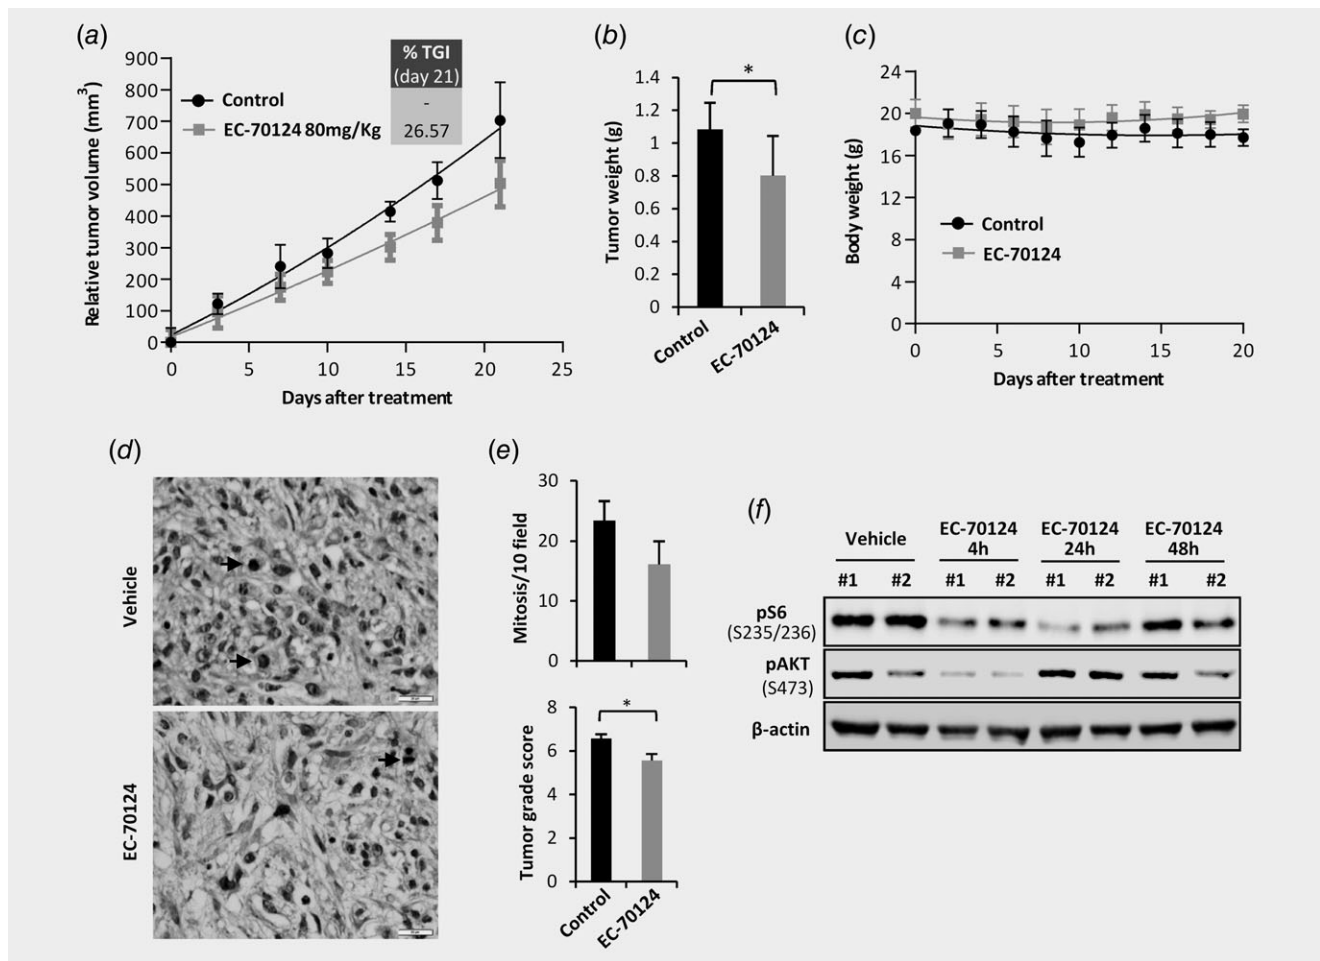 (a)
% TGI
(day 21)
-
26.57
Control
EC-70124 80mg/Kg
Relative tumor volume (mm³)
900
800
700
600
500
400
300
200
100
0
0 5 10 15 20 25
Days after treatment
(b)
*
Tumor weight (g)
1.4
1.2
1
0.8
0.6
0.4
0.2
0
Control
EC-70124
(c)
Body weight (g)
24
20
16
12
8
4
0
Control
EC-70124
0 5 10 15 20
Days after treatment
(d)
Vehicle
EC-70124
(e)
Mitosis/10 field
30
20
10
0
*
Tumor grade score
8
6
4
2
0
Control
EC-70124
(f)
Vehicle EC-70124 EC-70124 EC-70124
4h 24h 48h
#1 #2 #1 #2 #1 #2 #1 #2
pS6
(S235/236)
pAKT
(S473)
β-actin